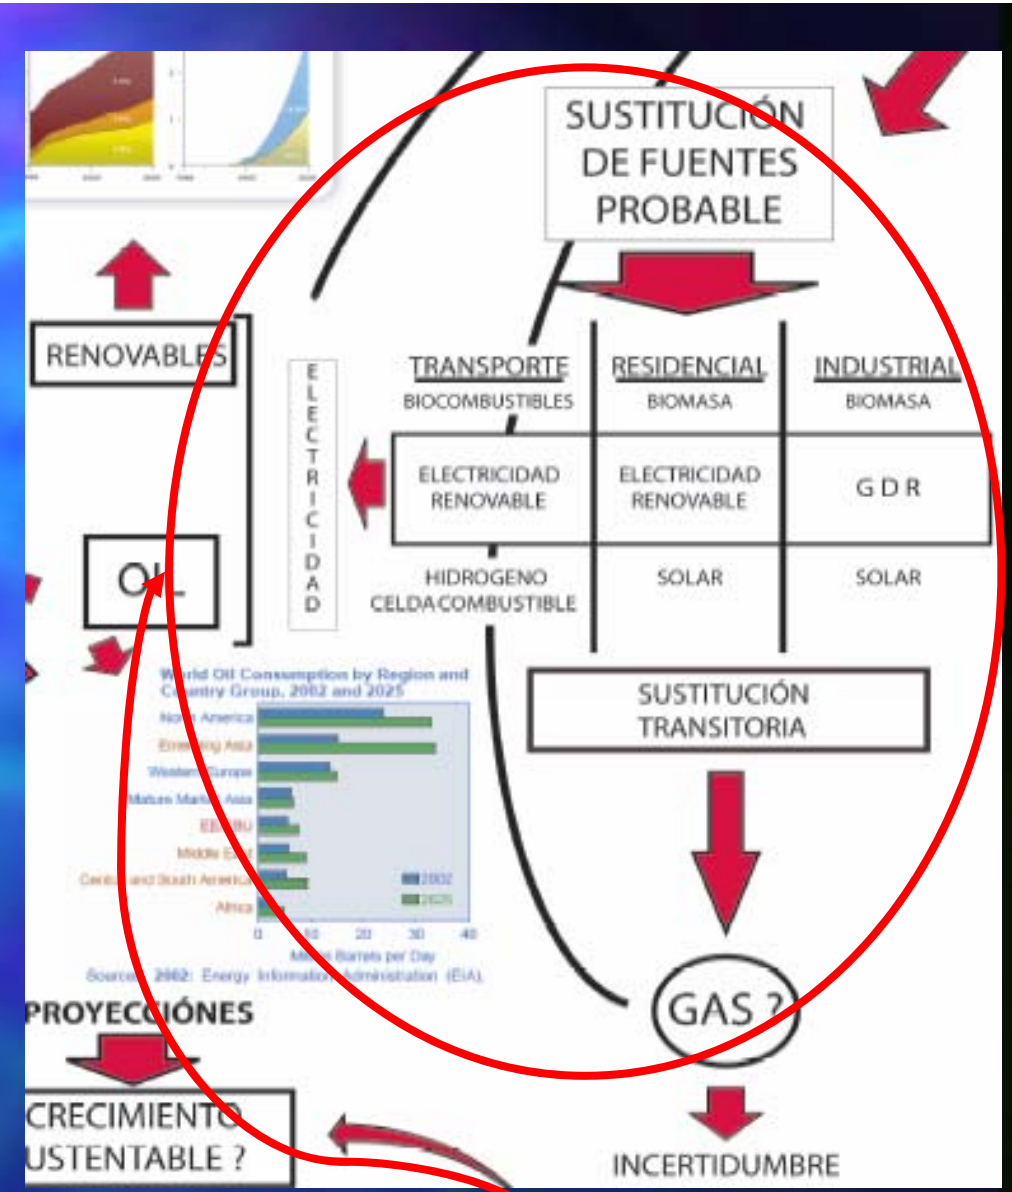 SUSTITUCIÓN
DE FUENTES
PROBABLE
RENOVABLES
ELECTRICIDAD
TRANSPORTE
BIOCOMBUSTIBLES
ELECTRICIDAD
RENOVABLE
HIDROGENO
CELDA COMBUSTIBLE
RESIDENCIAL
BIOMASA
ELECTRICIDAD
RENOVABLE
SOLAR
INDUSTRIAL
BIOMASA
G D R
SOLAR
OIL
SUSTITUCIÓN
TRANSITORIA
World Oil Consumption by Region and
Country Group, 2002 and 2025
North America
Emerging Asia
Western Europe
Mature Market Asia
EE/FSU
Middle East
Central and South America
Africa
2002
2025
0 10 20 30 40
Million Barrels per Day
Sources: 2002: Energy Information Administration (EIA),
GAS ?
PROYECCIÓNES
CRECIMIENTO
USTENTABLE ?
INCERTIDUMBRE